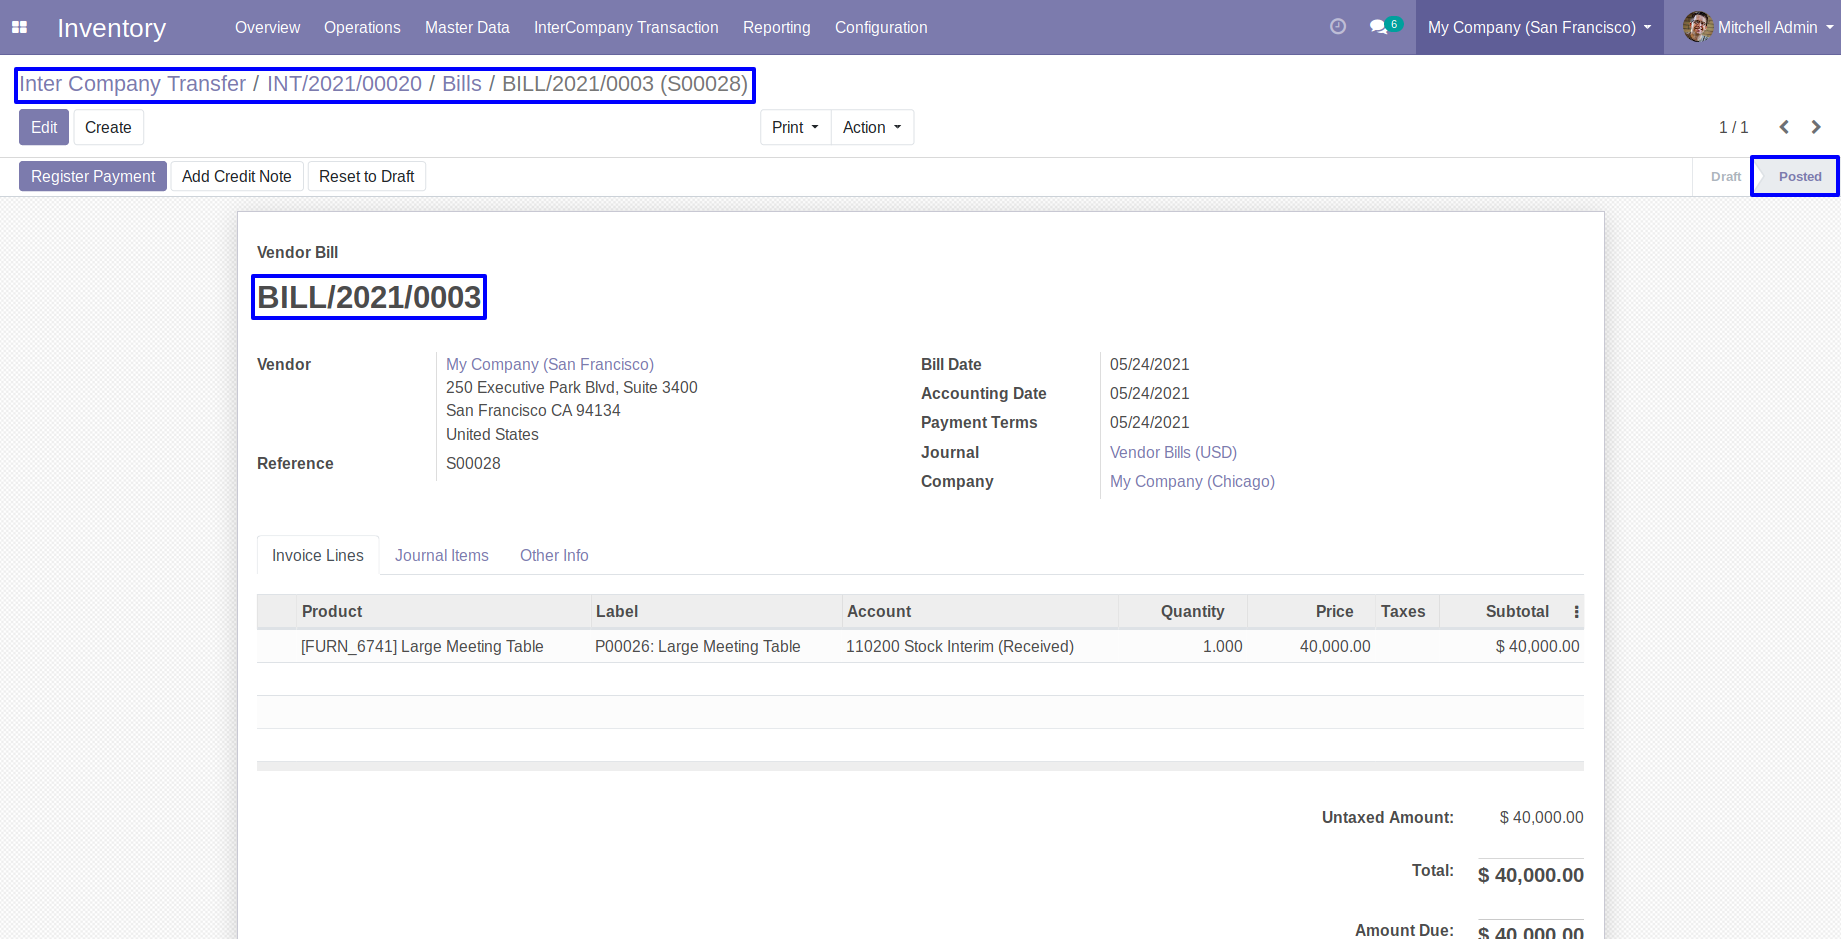 Inventory Overview Operations Master Data InterCompany Transaction Reporting Configuration 6 My Company (San Francisco) Mitchell Admin
Inter Company Transfer / INT/2021/00020 / Bills / BILL/2021/0003 (S00028)
Edit Create Print Action 1 / 1
Register Payment Add Credit Note Reset to Draft Draft Posted
Vendor Bill
BILL/2021/0003
Vendor My Company (San Francisco) Bill Date 05/24/2021
250 Executive Park Blvd, Suite 3400
Accounting Date 05/24/2021
San Francisco CA 94134
Payment Terms 05/24/2021
United States
Journal Vendor Bills (USD)
Reference S00028
Company My Company (Chicago)
Invoice Lines Journal Items Other Info
Product Label Account Quantity Price Taxes Subtotal
[FURN_6741] Large Meeting Table P00026: Large Meeting Table 110200 Stock Interim (Received) 1.000 40,000.00 $ 40,000.00
Untaxed Amount: $ 40,000.00
Total: $ 40,000.00
Amount Due: $ 40,000.00